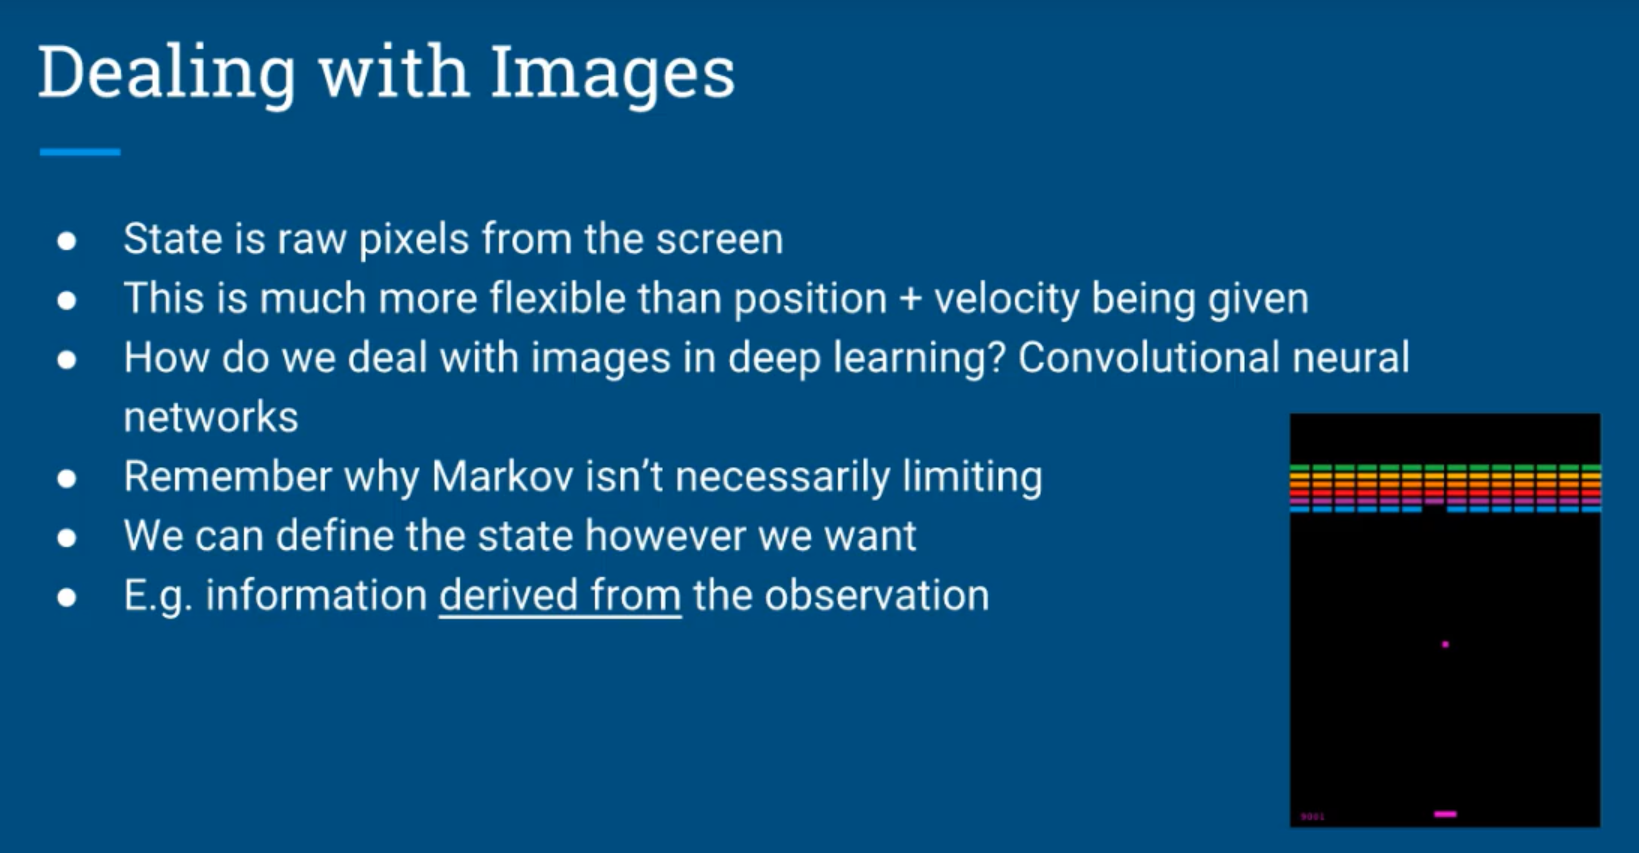 Dealing with Images
● State is raw pixels from the screen
● This is much more flexible than position + velocity being given
● How do we deal with images in deep learning? Convolutional neural
networks
● Remember why Markov isn't necessarily limiting
● We can define the state however we want
● E.g. information derived from the observation